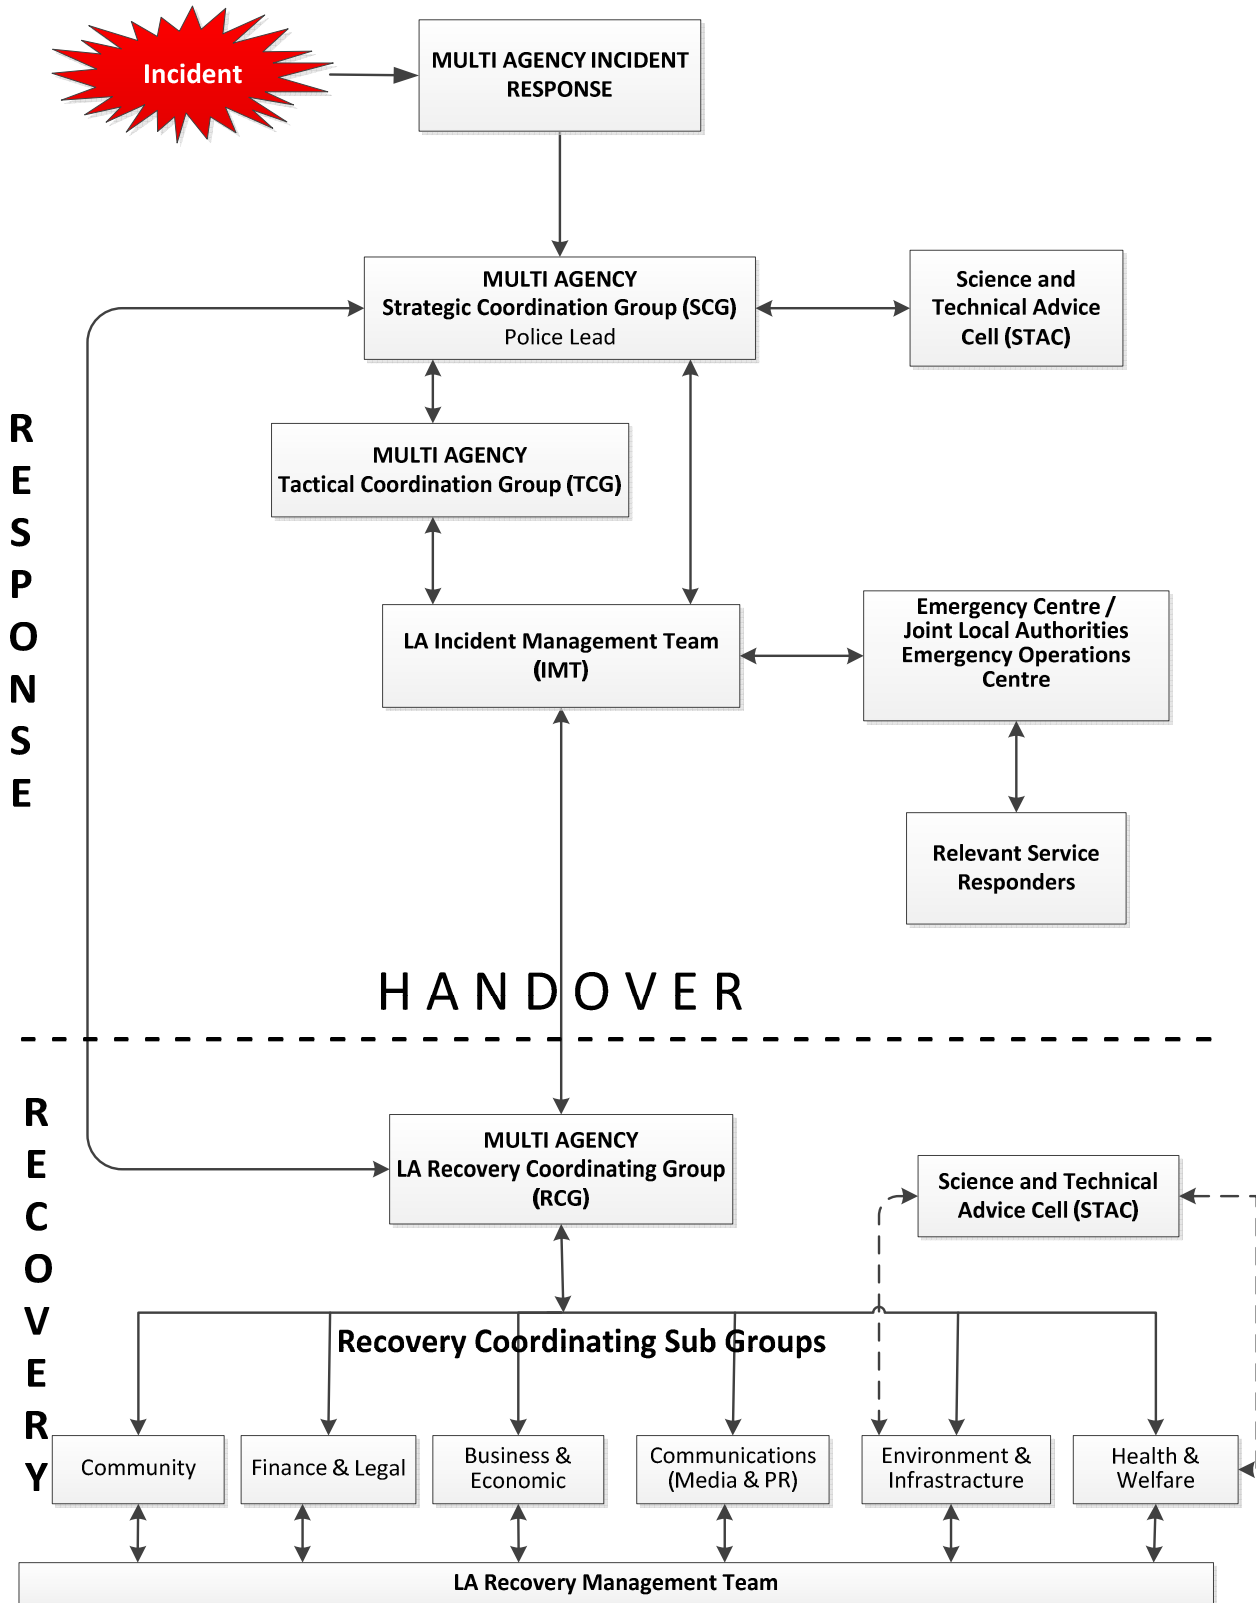 Incident
MULTI AGENCY INCIDENT
RESPONSE
MULTI AGENCY
Strategic Coordination Group (SCG)
Police Lead
Science and
Technical Advice
Cell (STAC)
RESPONSE
MULTI AGENCY
Tactical Coordination Group (TCG)
LA Incident Management Team
(IMT)
Emergency Centre /
Joint Local Authorities
Emergency Operations
Centre
Relevant Service
Responders
HANDOVER
RECOVERY
MULTI AGENCY
LA Recovery Coordinating Group
(RCG)
Science and Technical
Advice Cell (STAC)
Recovery Coordinating Sub Groups
Community
Finance & Legal
Business &
Economic
Communications
(Media & PR)
Environment &
Infrastracture
Health &
Welfare
LA Recovery Management Team